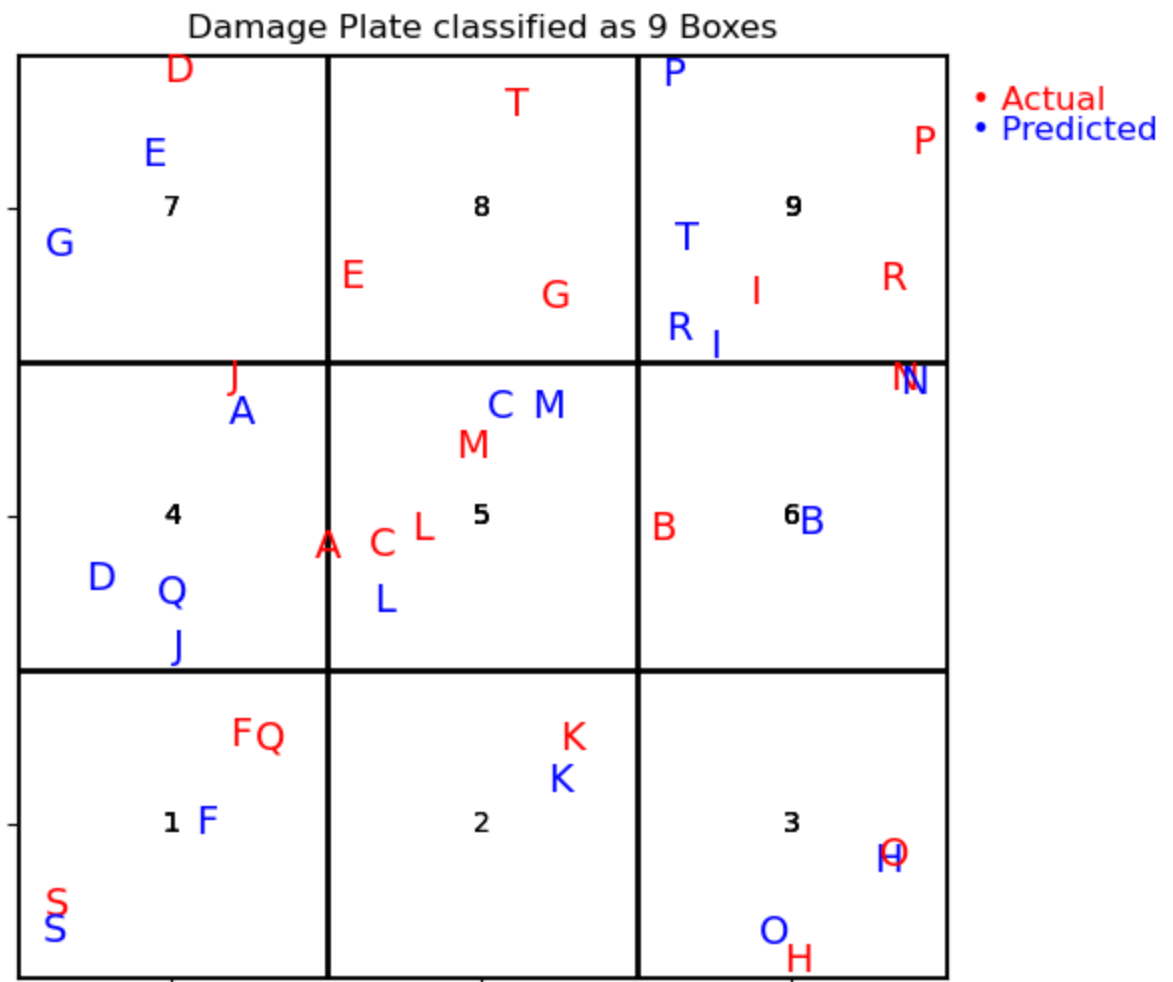 Damage Plate classified as 9 Boxes
D
T
P
• Actual
• Predicted
P
E
7
8
9
G
T
E
G
I
R
R
I
J
A
C
M
N
N
M
4
5
6
B
L
B
A
C
D
Q
L
J
F
Q
K
K
1
F
2
3
O
H
S
S
O
H